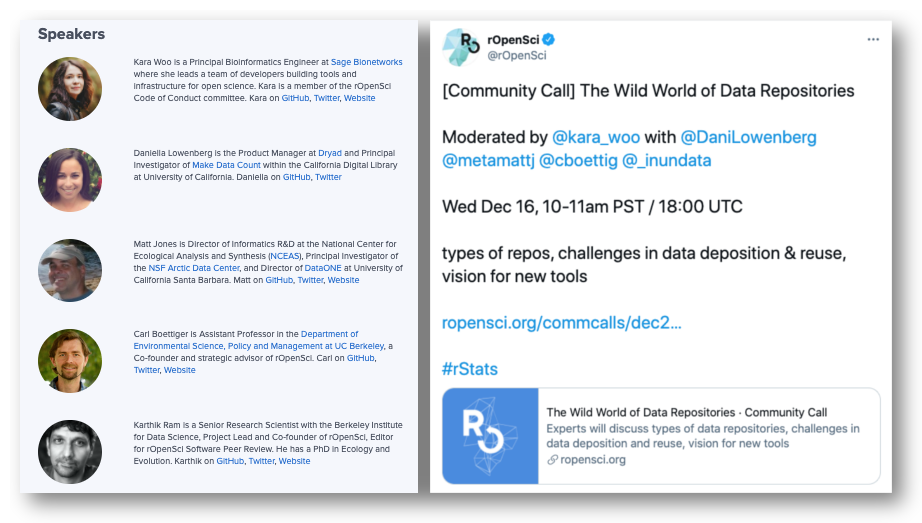 Speakers
Kara Woo is a Principal Bioinformatics Engineer at Sage Bionetworks
where she leads a team of developers building tools and
infrastructure for open science. Kara is a member of the rOpenSci
Code of Conduct committee. Kara on GitHub, Twitter, Website
Daniella Lowenberg is the Product Manager at Dryad and Principal
Investigator of Make Data Count within the California Digital Library
at University of California. Daniella on GitHub, Twitter
Matt Jones is Director of Informatics R&D at the National Center for
Ecological Analysis and Synthesis (NCEAS), Principal Investigator of
the NSF Arctic Data Center, and Director of DataONE at University of
California Santa Barbara. Matt on GitHub, Twitter, Website
Carl Boettiger is Assistant Professor in the Department of
Environmental Science, Policy and Management at UC Berkeley, a
Co-founder and strategic advisor of rOpenSci. Carl on GitHub,
Twitter, Website
Karthik Ram is a Senior Research Scientist with the Berkeley Institute
for Data Science, Project Lead and Co-founder of rOpenSci, Editor
for rOpenSci Software Peer Review. He has a PhD in Ecology and
Evolution. Karthik on GitHub, Twitter, Website
rOpenSci
@rOpenSci
[Community Call] The Wild World of Data Repositories
Moderated by @kara_woo with @DaniLowenberg
@metamattj @cboettig @_inundata
Wed Dec 16, 10-11am PST / 18:00 UTC
types of repos, challenges in data deposition & reuse,
vision for new tools
ropensci.org/commcalls/dec2...
#rStats
The Wild World of Data Repositories · Community Call
Experts will discuss types of data repositories, challenges in
data deposition and reuse, vision for new tools
ropensci.org